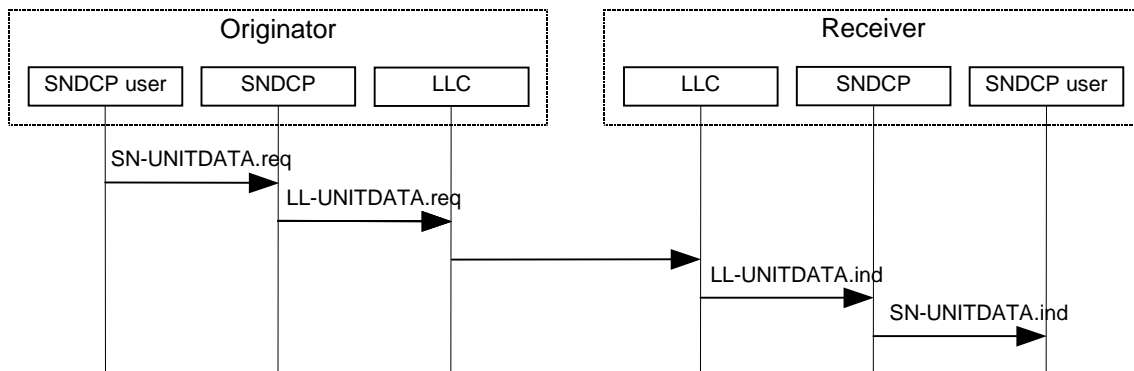 Originator
Receiver
SNDCP user
SNDCP
LLC
LLC
SNDCP
SNDCP user
SN-UNITDATA.req
LL-UNITDATA.req
LL-UNITDATA.ind
SN-UNITDATA.ind